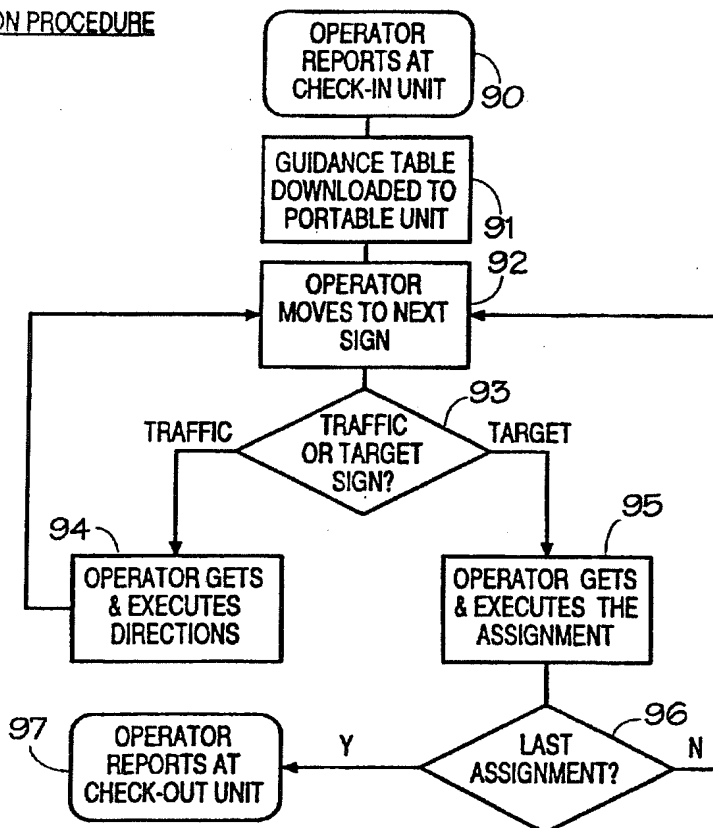 ON PROCEDURE
OPERATOR
REPORTS AT
CHECK-IN UNIT
90
GUIDANCE TABLE
DOWNLOADED TO
PORTABLE UNIT
91
92
OPERATOR
MOVES TO NEXT
SIGN
93
TRAFFIC
TRAFFIC
OR TARGET
SIGN?
TARGET
94
OPERATOR GETS
& EXECUTES
DIRECTIONS
95
OPERATOR GETS
& EXECUTES THE
ASSIGNMENT
96
LAST
ASSIGNMENT?
Y
N
97
OPERATOR
REPORTS AT
CHECK-OUT UNIT